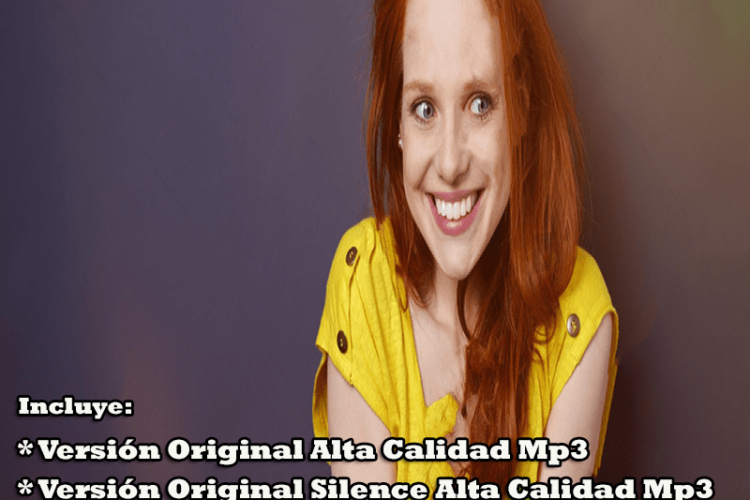 Incluye:
* Versión Original Alta Calidad Mp3
* Versión Original Silence Alta Calidad Mp3